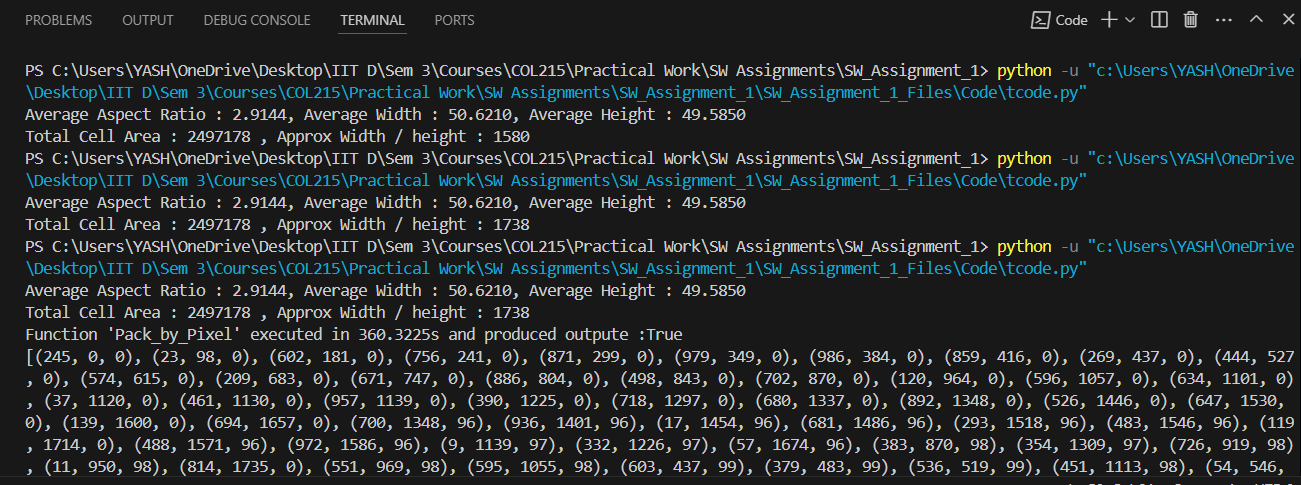 PROBLEMS OUTPUT DEBUG CONSOLE TERMINAL PORTS Code
PS C:\Users\YASH\OneDrive\Desktop\IIT D\Sem 3\Courses\COL215\Practical Work\SW Assignments\SW_Assignment_1> python -u "c:\Users\YASH\OneDrive
\Desktop\IIT D\Sem 3\Courses\COL215\Practical Work\SW Assignments\SW_Assignment_1\SW_Assignment_1_Files\Code\tcode.py"
Average Aspect Ratio : 2.9144, Average Width : 50.6210, Average Height : 49.5850
Total Cell Area : 2497178 , Approx Width / height : 1580
PS C:\Users\YASH\OneDrive\Desktop\IIT D\Sem 3\Courses\COL215\Practical Work\SW Assignments\SW_Assignment_1> python -u "c:\Users\YASH\OneDrive
\Desktop\IIT D\Sem 3\Courses\COL215\Practical Work\SW Assignments\SW_Assignment_1\SW_Assignment_1_Files\Code\tcode.py"
Average Aspect Ratio : 2.9144, Average Width : 50.6210, Average Height : 49.5850
Total Cell Area : 2497178 , Approx Width / height : 1738
PS C:\Users\YASH\OneDrive\Desktop\IIT D\Sem 3\Courses\COL215\Practical Work\SW Assignments\SW_Assignment_1> python -u "c:\Users\YASH\OneDrive
\Desktop\IIT D\Sem 3\Courses\COL215\Practical Work\SW Assignments\SW_Assignment_1\SW_Assignment_1_Files\Code\tcode.py"
Average Aspect Ratio : 2.9144, Average Width : 50.6210, Average Height : 49.5850
Total Cell Area : 2497178 , Approx Width / height : 1738
Function 'Pack_by_Pixel' executed in 360.3225s and produced outpute :True
[(245, 0, 0), (23, 98, 0), (602, 181, 0), (756, 241, 0), (871, 299, 0), (979, 349, 0), (986, 384, 0), (859, 416, 0), (269, 437, 0), (444, 527
, 0), (574, 615, 0), (209, 683, 0), (671, 747, 0), (886, 804, 0), (498, 843, 0), (702, 870, 0), (120, 964, 0), (596, 1057, 0), (634, 1101, 0)
, (37, 1120, 0), (461, 1130, 0), (957, 1139, 0), (390, 1225, 0), (718, 1297, 0), (680, 1337, 0), (892, 1348, 0), (526, 1446, 0), (647, 1530,
0), (139, 1600, 0), (694, 1657, 0), (700, 1348, 96), (936, 1401, 96), (17, 1454, 96), (681, 1486, 96), (293, 1518, 96), (483, 1546, 96), (119
, 1714, 0), (488, 1571, 96), (972, 1586, 96), (9, 1139, 97), (332, 1226, 97), (57, 1674, 96), (383, 870, 98), (354, 1309, 97), (726, 919, 98)
, (11, 950, 98), (814, 1735, 0), (551, 969, 98), (595, 1055, 98), (603, 437, 99), (379, 483, 99), (536, 519, 99), (451, 1113, 98), (54, 546,